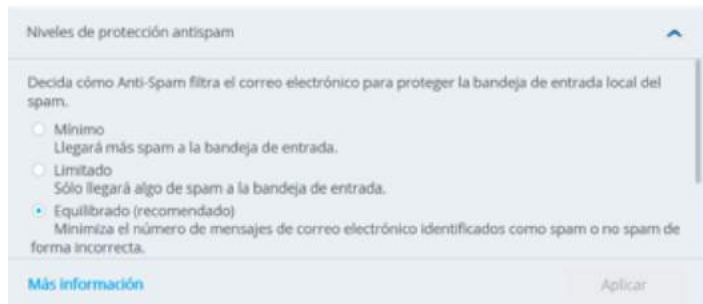 Niveles de protección antispam
Decida cómo Anti-Spam filtra el correo electrónico para proteger la bandeja de entrada local del
spam.
Mínimo
Llegará más spam a la bandeja de entrada.
Limitado
Sólo llegará algo de spam a la bandeja de entrada.
Equilibrado (recomendado)
Minimiza el número de mensajes de correo electrónico identificados como spam o no spam de
forma incorrecta.
Más información
Aplicar